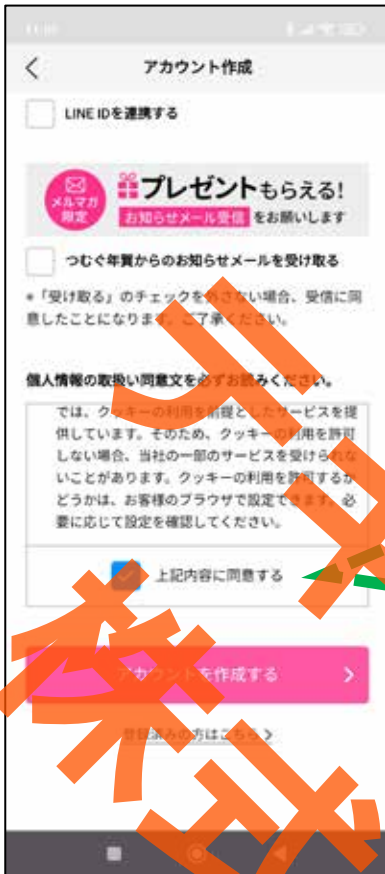 アカウント作成
LINE IDを連携する
メルマガ
限定
プレゼントもらえる!
お知らせメール受信 をお願いします
つむぐ年賀からのお知らせメールを受け取る
*「受け取る」のチェックを外さない場合、受信に同
意したことになります。ご了承ください。
個人情報の取扱い同意文を必ずお読みください。
では、クッキーの利用を前提としたサービスを提
供しています。そのため、クッキーの利用を許可
しない場合、当社の一部のサービスを受けられな
いことがあります。クッキーの利用を許可するか
どうかは、お客様のブラウザで設定できます。必
要に応じて設定を確認してください。
上記内容に同意する
アカウントを作成する
登録済みの方はこちら
株式